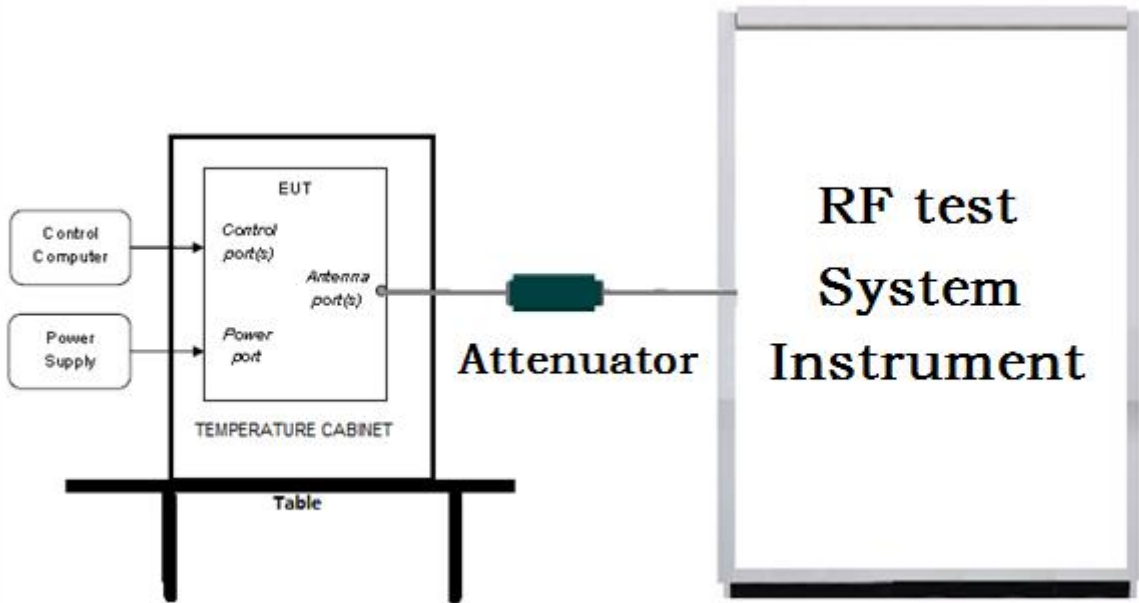 Control
Computer
Power
Supply
EUT
Control
port(s)
Antenna
port(s)
Power
port
TEMPERATURE CABINET
Table
Attenuator
RF test
System
Instrument